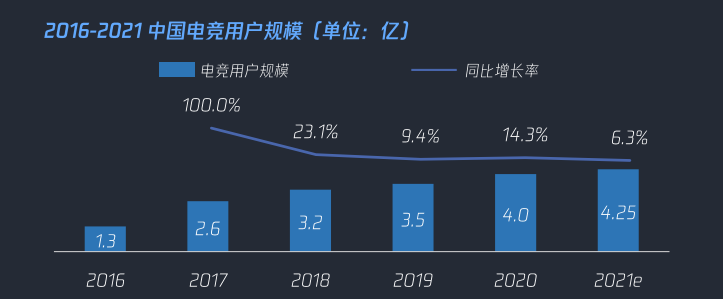 2016-2021 中国电竞用户规模（单位：亿）
电竞用户规模 同比增长率
100.0% 23.1% 9.4% 14.3% 6.3%
1.3 2.6 3.2 3.5 4.0 4.25
2016 2017 2018 2019 2020 2021e